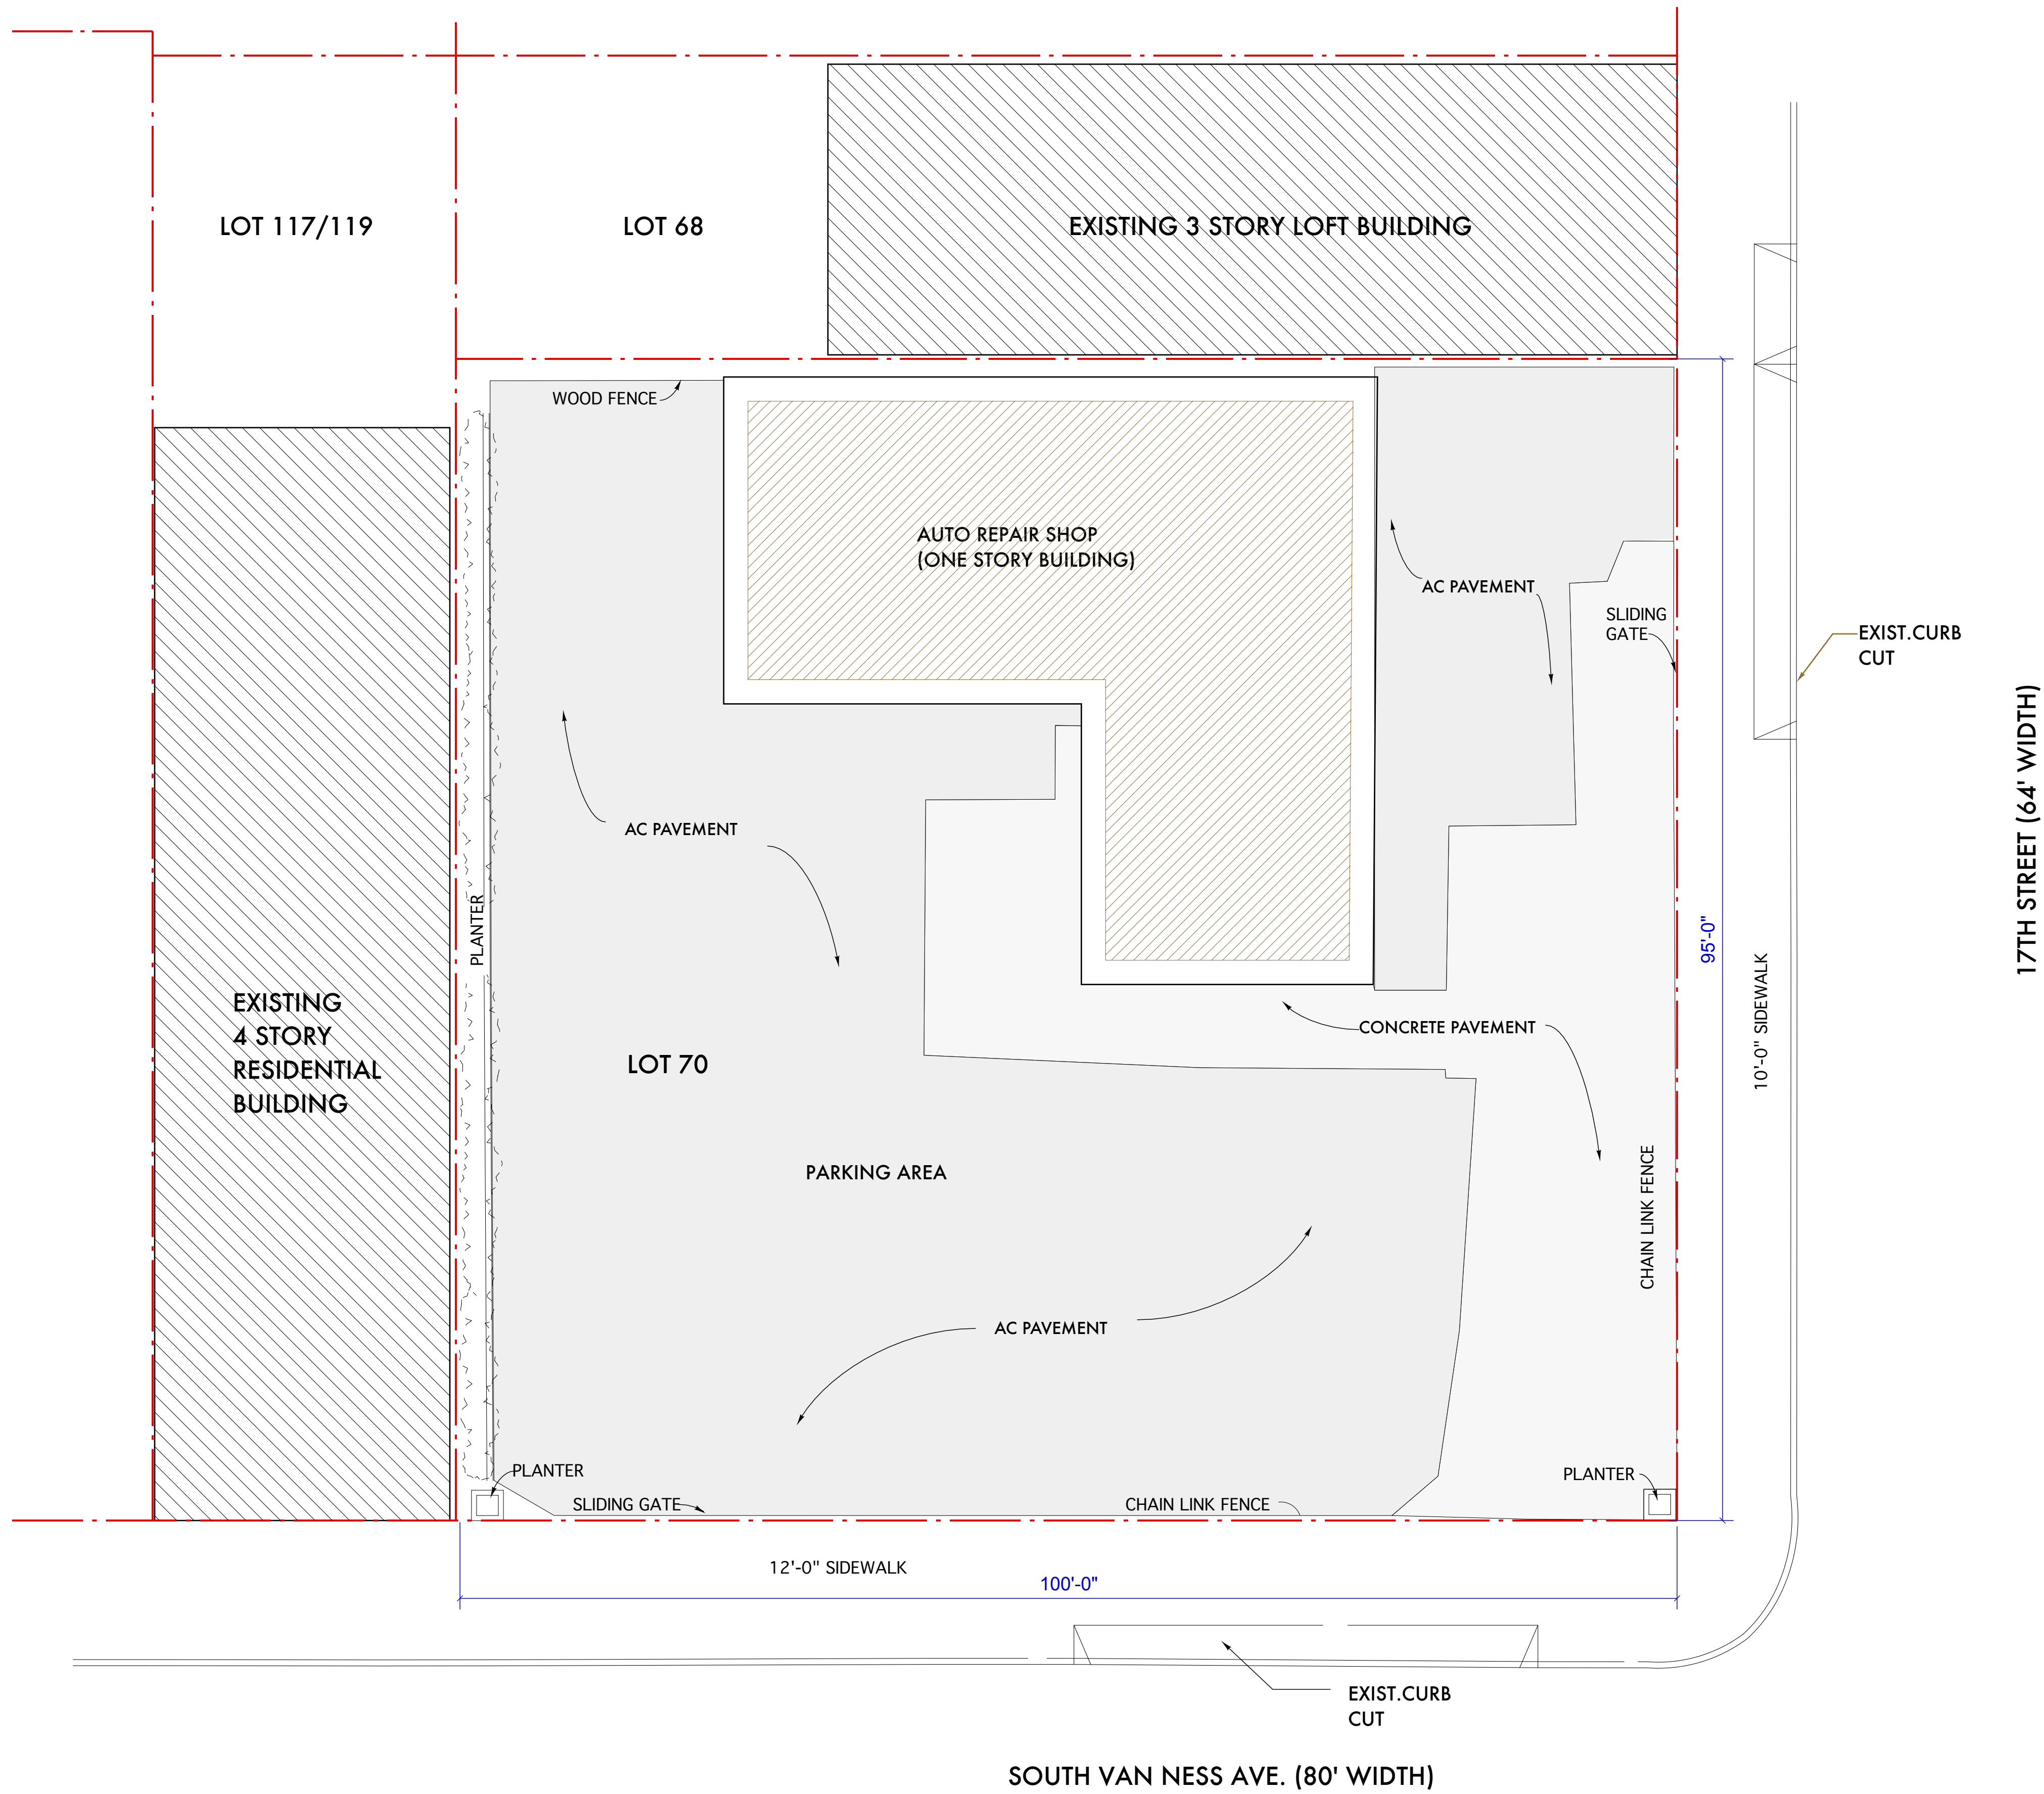 LOT 117/119
LOT 68
EXISTING 3 STORY LOFT BUILDING
WOOD FENCE
AUTO REPAIR SHOP
(ONE STORY BUILDING)
AC PAVEMENT
SLIDING
GATE
EXIST.CURB
CUT
17TH STREET (64' WIDTH)
AC PAVEMENT
PLANTER
95'-0"
10'-0" SIDEWALK
EXISTING
4 STORY
RESIDENTIAL
BUILDING
CONCRETE PAVEMENT
LOT 70
PARKING AREA
CHAIN LINK FENCE
AC PAVEMENT
PLANTER
PLANTER
SLIDING GATE
CHAIN LINK FENCE
12'-0" SIDEWALK
100'-0"
EXIST.CURB
CUT
SOUTH VAN NESS AVE. (80' WIDTH)